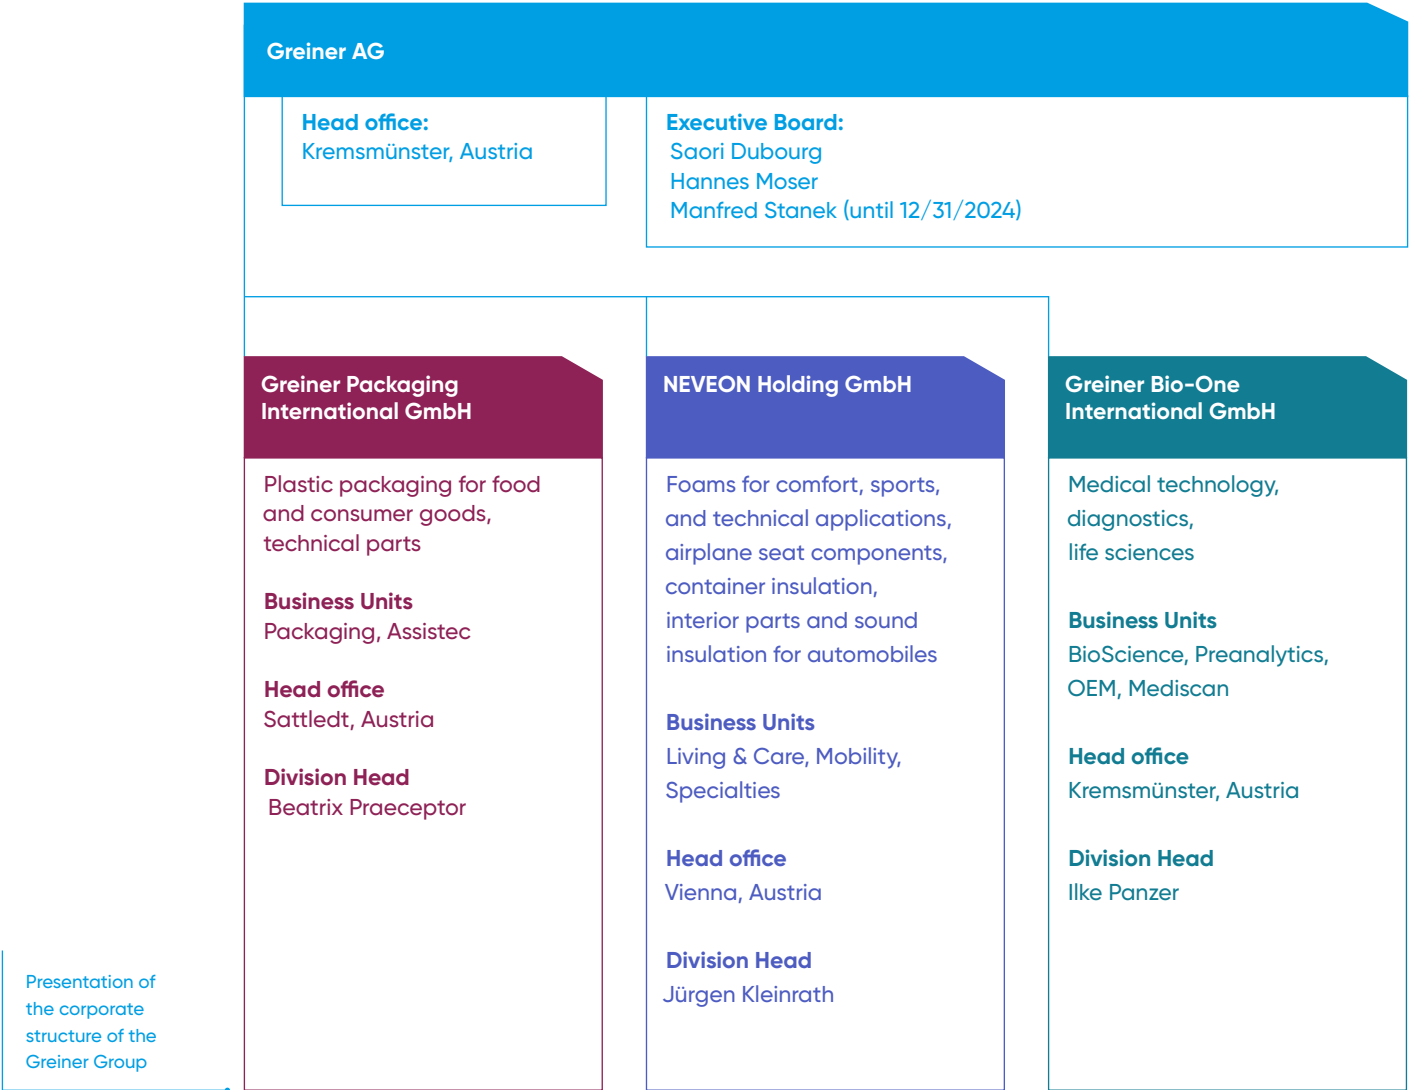 Greiner AG
Head office:
Kremsmünster, Austria
Executive Board:
Saori Dubourg
Hannes Moser
Manfred Stanek (until 12/31/2024)
Greiner Packaging
International GmbH
Plastic packaging for food
and consumer goods,
technical parts
Business Units
Packaging, Assistec
Head office
Sattledt, Austria
Division Head
Beatrix Praeceptor
NEVEON Holding GmbH
Foams for comfort, sports,
and technical applications,
airplane seat components,
container insulation,
interior parts and sound
insulation for automobiles
Business Units
Living & Care, Mobility,
Specialties
Head office
Vienna, Austria
Division Head
Jürgen Kleinrath
Greiner Bio-One
International GmbH
Medical technology,
diagnostics,
life sciences
Business Units
BioScience, Preanalytics,
OEM, Mediscan
Head office
Kremsmünster, Austria
Division Head
Ilke Panzer
Presentation of
the corporate
structure of the
Greiner Group